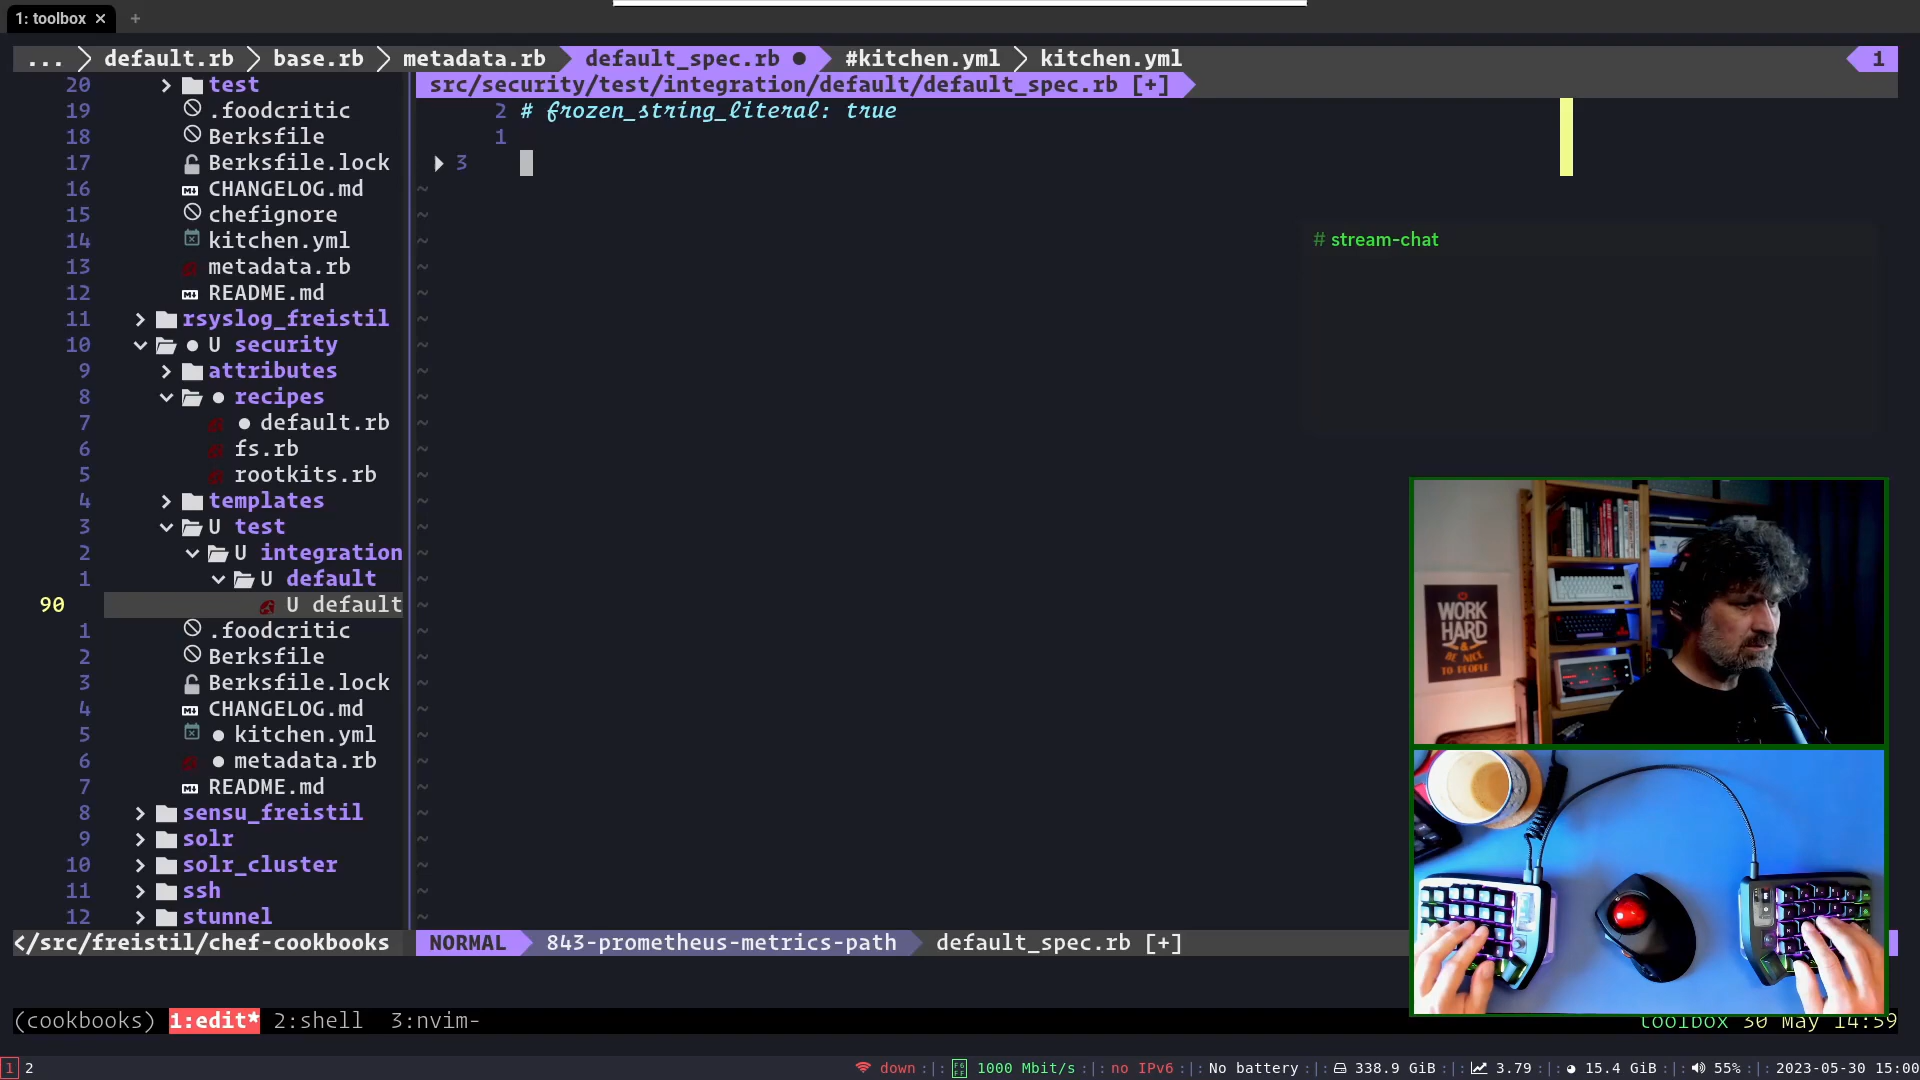 1: toolbox ✕ +
... default.rb base.rb metadata.rb default_spec.rb ● #kitchen.yml kitchen.yml 1
20 test
19 .foodcritic
18 Berksfile
17 Berksfile.lock
16 CHANGELOG.md
15 chefignore
14 kitchen.yml
13 metadata.rb
12 README.md
11 rsyslog_freistil
10 ● U security
9 attributes
8 ● recipes
7 ● default.rb
6 fs.rb
5 rootkits.rb
4 templates
3 U test
2 U integration
1 U default
90 U default
1 .foodcritic
2 Berksfile
3 Berksfile.lock
4 CHANGELOG.md
5 ● kitchen.yml
6 ● metadata.rb
7 README.md
8 sensu_freistil
9 solr
10 solr_cluster
11 ssh
12 stunnel
</src/freistil/chef-cookbooks
src/security/test/integration/default/default_spec.rb [+]
2 # frozen_string_literal: true
1
3
# stream-chat
WORK
HARD
&
BE NICE
TO PEOPLE
NORMAL 843-prometheus-metrics-path default_spec.rb [+]
(cookbooks) 1:edit* 2:shell 3:nvim-
toolbox 30 May 14:59
1 2
down :|: 1000 Mbit/s :|: no IPv6 :|: No battery :|: 338.9 GiB :|: 3.79 :|: 15.4 GiB :|: 55% :|: 2023-05-30 15:00